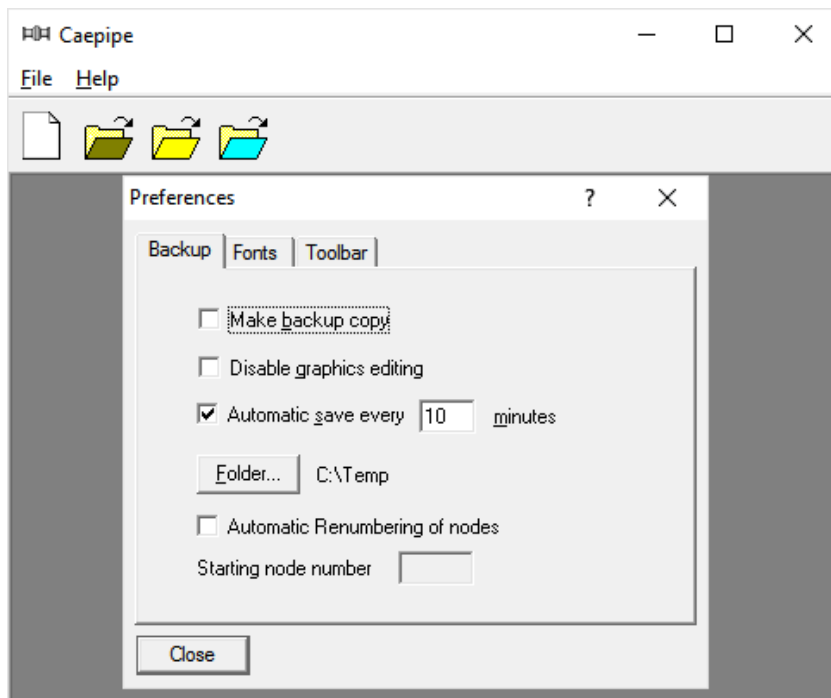 Caepipe
File Help
Preferences ?
Backup Fonts Toolbar
Make backup copy
Disable graphics editing
Automatic save every 10 minutes
Folder... C:\Temp
Automatic Renumbering of nodes
Starting node number
Close